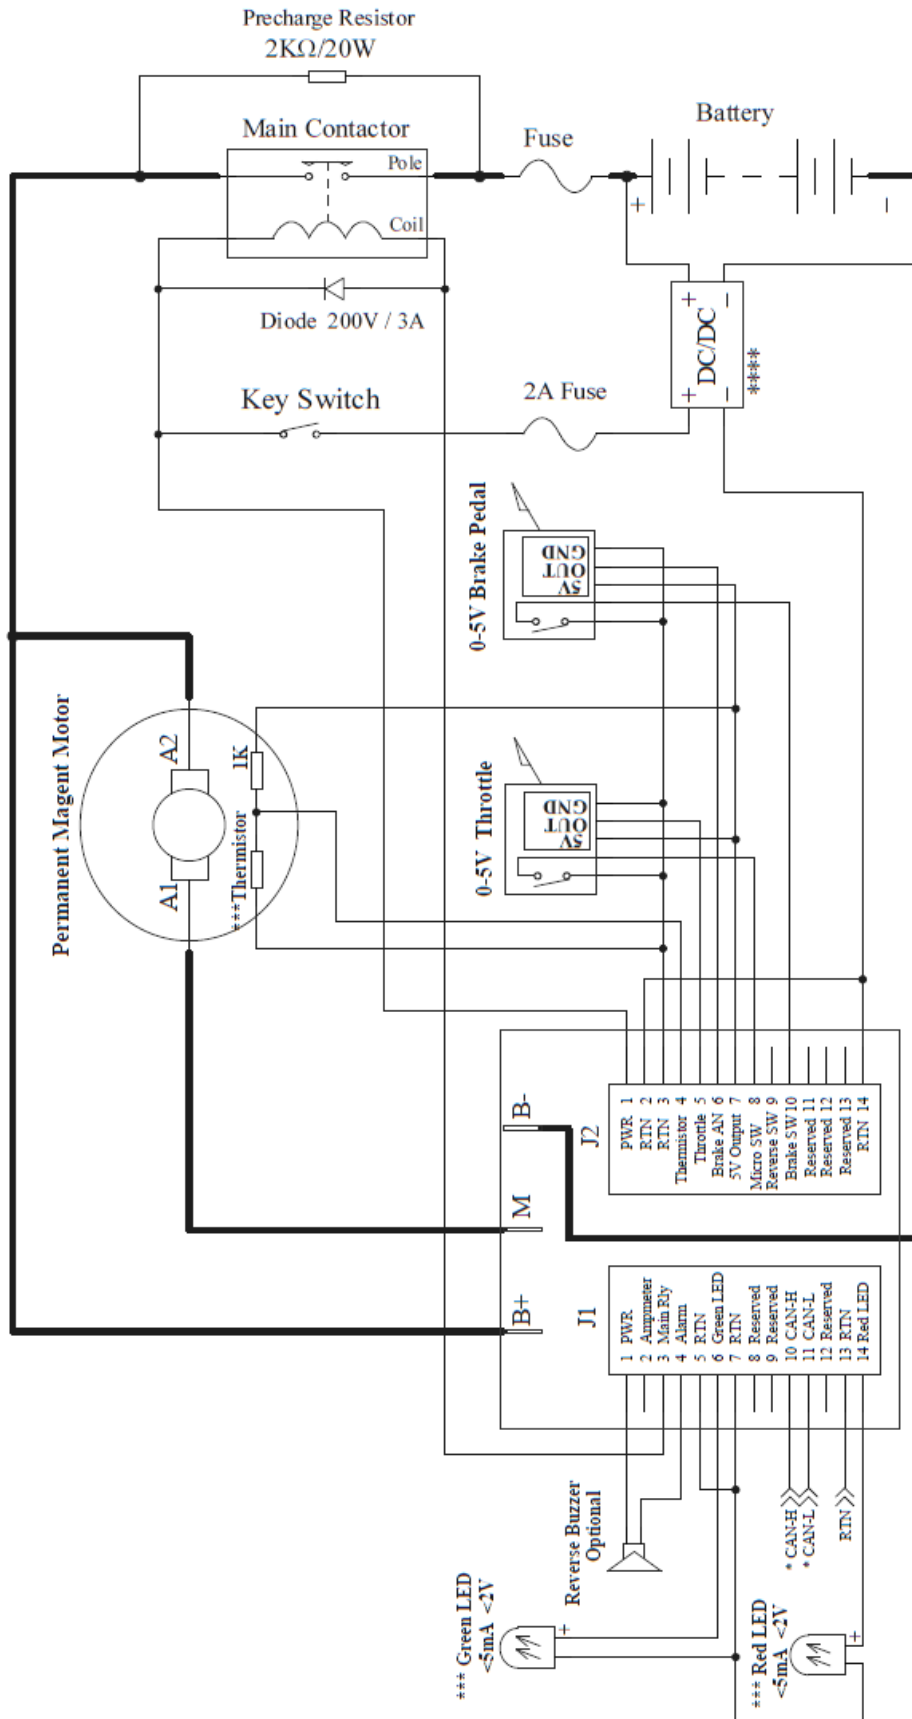 Precharge Resistor
2KΩ/20W
Main Contactor
Pole
Coil
Fuse
Battery
+
−
Diode 200V / 3A
+
−
DC/DC
****
+
−
Key Switch
2A Fuse
0-5V Brake Pedal
GND
OUT
5V
Permanent Magent Motor
A2
A1
1K
***Thermistor
0-5V Throttle
GND
OUT
5V
B-
M
B+
J2
PWR 1
RTN 2
RTN 3
Thermistor 4
Throttle 5
Brake AN 6
5V Output 7
Micro SW 8
Reverse SW 9
Brake SW10
Reserved 11
Reserved 12
Reserved 13
RTN 14
J1
1 PWR
2 Ampmeter
3 Main Rly
4 Alarm
5 RTN
6 Green LED
7 RTN
8 Reserved
9 Reserved
10 CAN-H
11 CAN-L
12 Reserved
13 RTN
14 Red LED
Reverse Buzzer
Optional
* CAN-H
* CAN-L
RTN
*** Green LED
<5mA <2V
+
*** Red LED
<5mA <2V
+